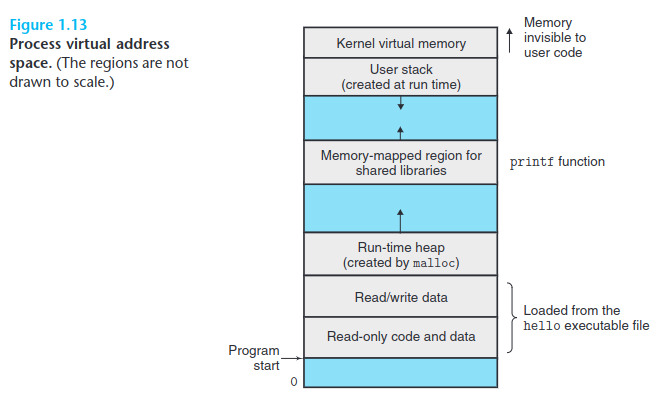 Figure 1.13
Process virtual address
space. (The regions are not
drawn to scale.)
Memory
invisible to
user code
Kernel virtual memory
User stack
(created at run time)
Memory-mapped region for
shared libraries
printf function
Run-time heap
(created by malloc)
Read/write data
Loaded from the
hello executable file
Read-only code and data
Program
start
0